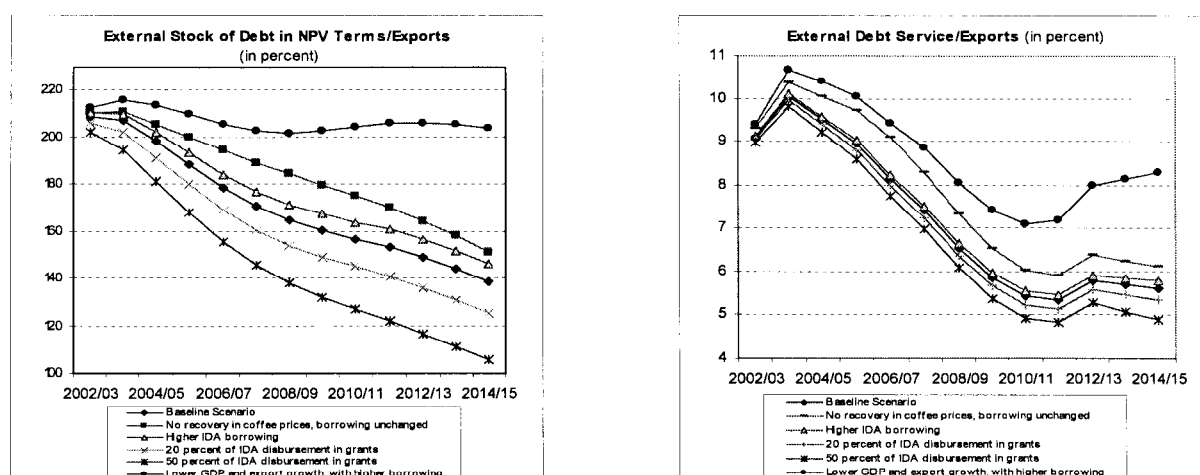 External Stock of Debt in NPV Terms/Exports
(in percent)
220
200
180
160
140
120
100
2002/03 2004/05 2006/07 2008/09 2010/11 2012/13 2014/15
Baseline Scenario
No recovery in coffee prices, borrowing unchanged
Higher IDA borrowing
20 percent of IDA disbursement in grants
50 percent of IDA disbursement in grants
Lower GDP and export growth, with higher borrowing
External Debt Service/Exports (in percent)
11
10
9
8
7
6
5
4
2002/03 2004/05 2006/07 2008/09 2010/11 2012/13 2014/15
Baseline Scenario
No recovery in coffee prices, borrowing unchanged
Higher IDA borrowing
20 percent of IDA disbursement in grants
50 percent of IDA disbursement in grants
Lower GDP and export growth, with higher borrowing